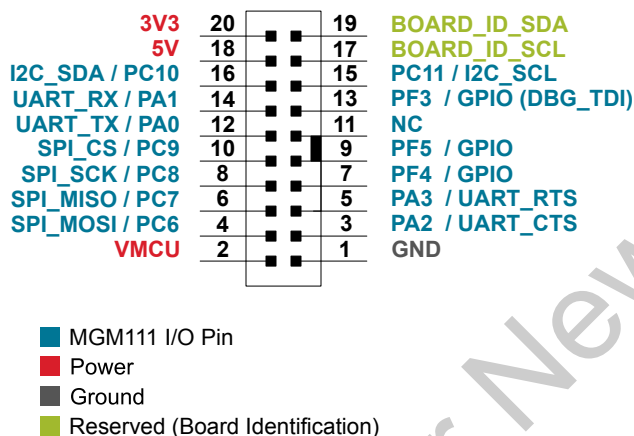 3V3 20 19 BOARD_ID_SDA
5V 18 17 BOARD_ID_SCL
I2C_SDA / PC10 16 15 PC11 / I2C_SCL
UART_RX / PA1 14 13 PF3 / GPIO (DBG_TDI)
UART_TX / PA0 12 11 NC
SPI_CS / PC9 10 9 PF5 / GPIO
SPI_SCK / PC8 8 7 PF4 / GPIO
SPI_MISO / PC7 6 5 PA3 / UART_RTS
SPI_MOSI / PC6 4 3 PA2 / UART_CTS
VMCU 2 1 GND
MGM111 I/O Pin
Power
Ground
Reserved (Board Identification)
r New